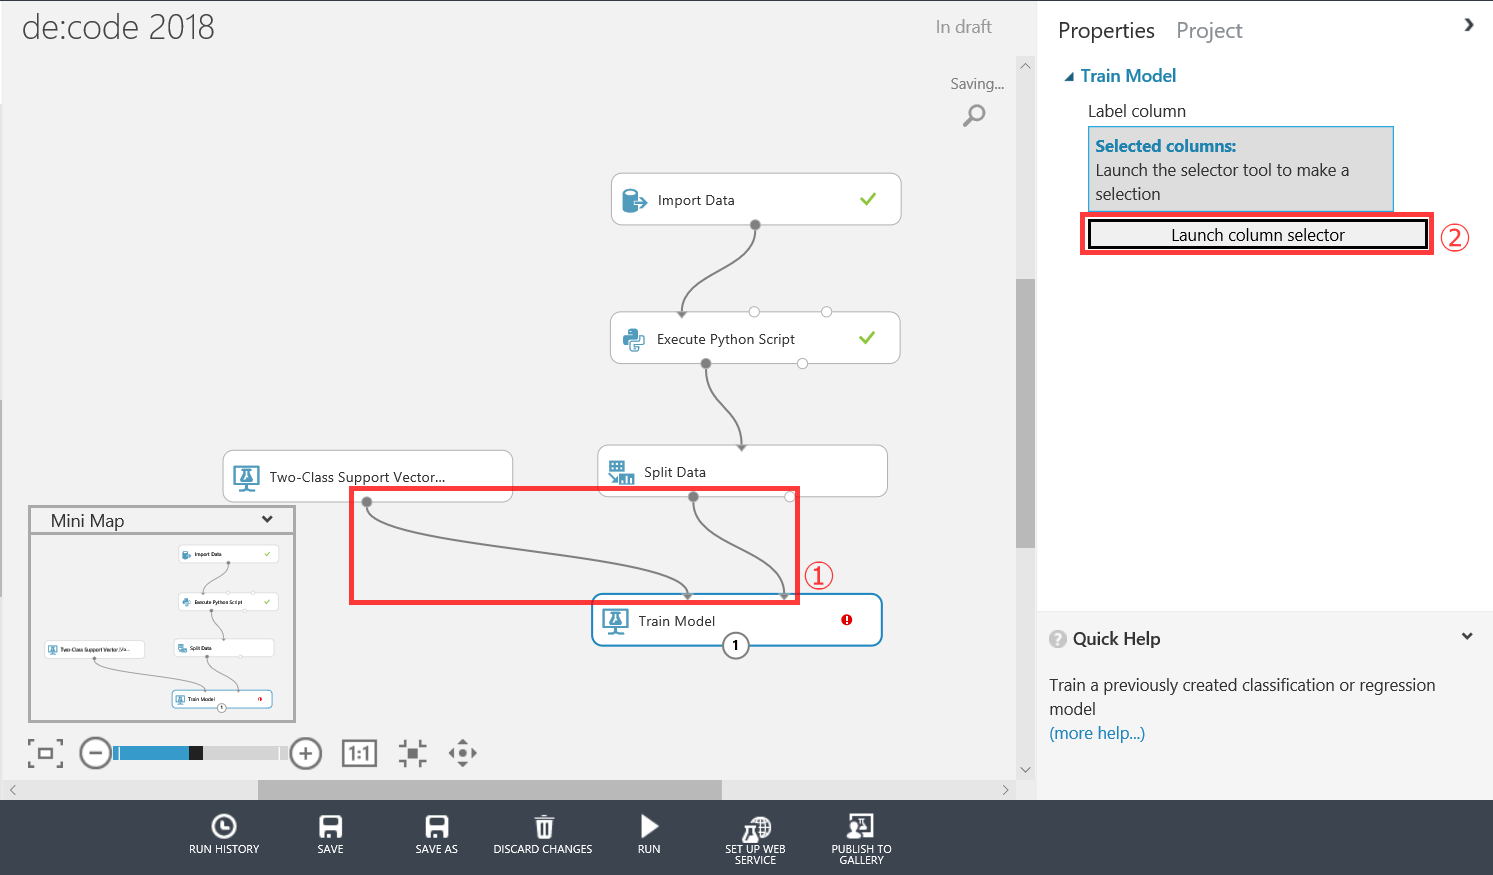 de:code 2018
In draft
Saving...
Import Data
Execute Python Script
Two-Class Support Vector...
Split Data
①
Train Model
1
Mini Map
Import Data
Execute Python Script
Two-Class Support Vector (Ma...
Split Data
Train Model
1
1:1
Properties
Project
Train Model
Label column
Selected columns:
Launch the selector tool to make a
selection
Launch column selector
②
Quick Help
Train a previously created classification or regression
model
(more help...)
RUN HISTORY
SAVE
SAVE AS
DISCARD CHANGES
RUN
SET UP WEB
SERVICE
PUBLISH TO
GALLERY